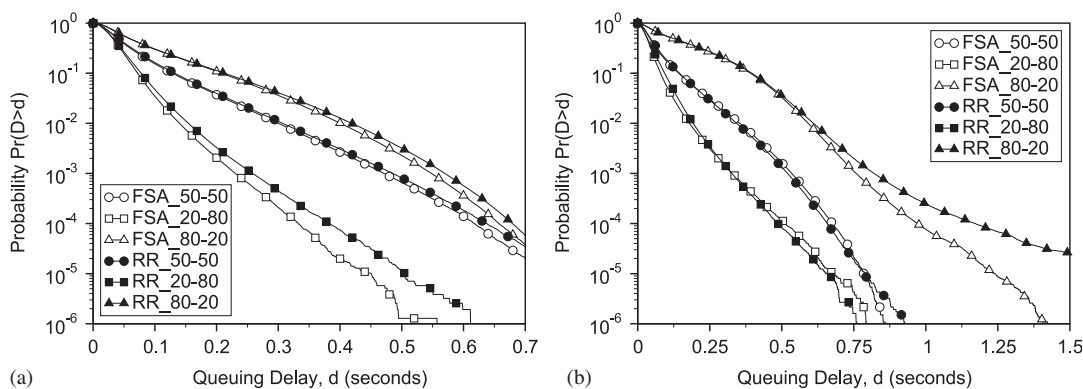 Probability Pr(D>d)
10^0
10^-1
10^-2
10^-3
10^-4
10^-5
10^-6
FSA_50-50
FSA_20-80
FSA_80-20
RR_50-50
RR_20-80
RR_80-20
0 0.1 0.2 0.3 0.4 0.5 0.6 0.7
Queuing Delay, d (seconds)
(a)
Probability Pr(D>d)
10^0
10^-1
10^-2
10^-3
10^-4
10^-5
10^-6
FSA_50-50
FSA_20-80
FSA_80-20
RR_50-50
RR_20-80
RR_80-20
0 0.25 0.5 0.75 1 1.25 1.5
Queuing Delay, d (seconds)
(b)